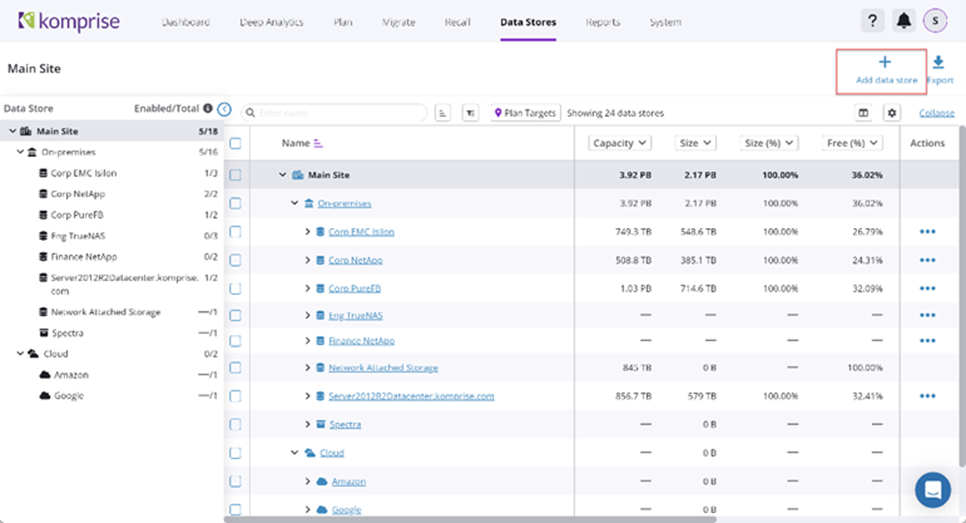 komprise Dashboard Deep Analytics Plan Migrate Recall Data Stores Reports System ? S
Main Site
Add data store Export
Data Store Enabled/Total
Main Site 5/18
On-premises 5/16
Corp EMC Isilon 1/3
Corp NetApp 2/2
Corp PureFB 1/2
Eng TrueNAS 0/3
Finance NetApp 0/2
Server2012R2Datacenter.komprise.com 1/2
Network Attached Storage —/1
Spectra —/1
Cloud 0/2
Amazon —/1
Google —/1
Enter name Plan Targets Showing 24 data stores Collapse
Name Capacity Size Size (%) Free (%) Actions
Main Site 3.92 PB 2.17 PB 100.00% 36.02%
On-premises 3.92 PB 2.17 PB 100.00% 36.02%
Corp EMC Isilon 749.3 TB 548.6 TB 100.00% 26.79% •••
Corp NetApp 508.8 TB 385.1 TB 100.00% 24.31% •••
Corp PureFB 1.03 PB 714.6 TB 100.00% 32.09% •••
Eng TrueNAS — — — — •••
Finance NetApp — — — — •••
Network Attached Storage 845 TB 0 B — 100.00%
Server2012R2Datacenter.komprise.com 856.7 TB 579 TB 100.00% 32.41% •••
Spectra — 0 B — —
Cloud — 0 B — —
Amazon — 0 B — —
Google — 0 B — —